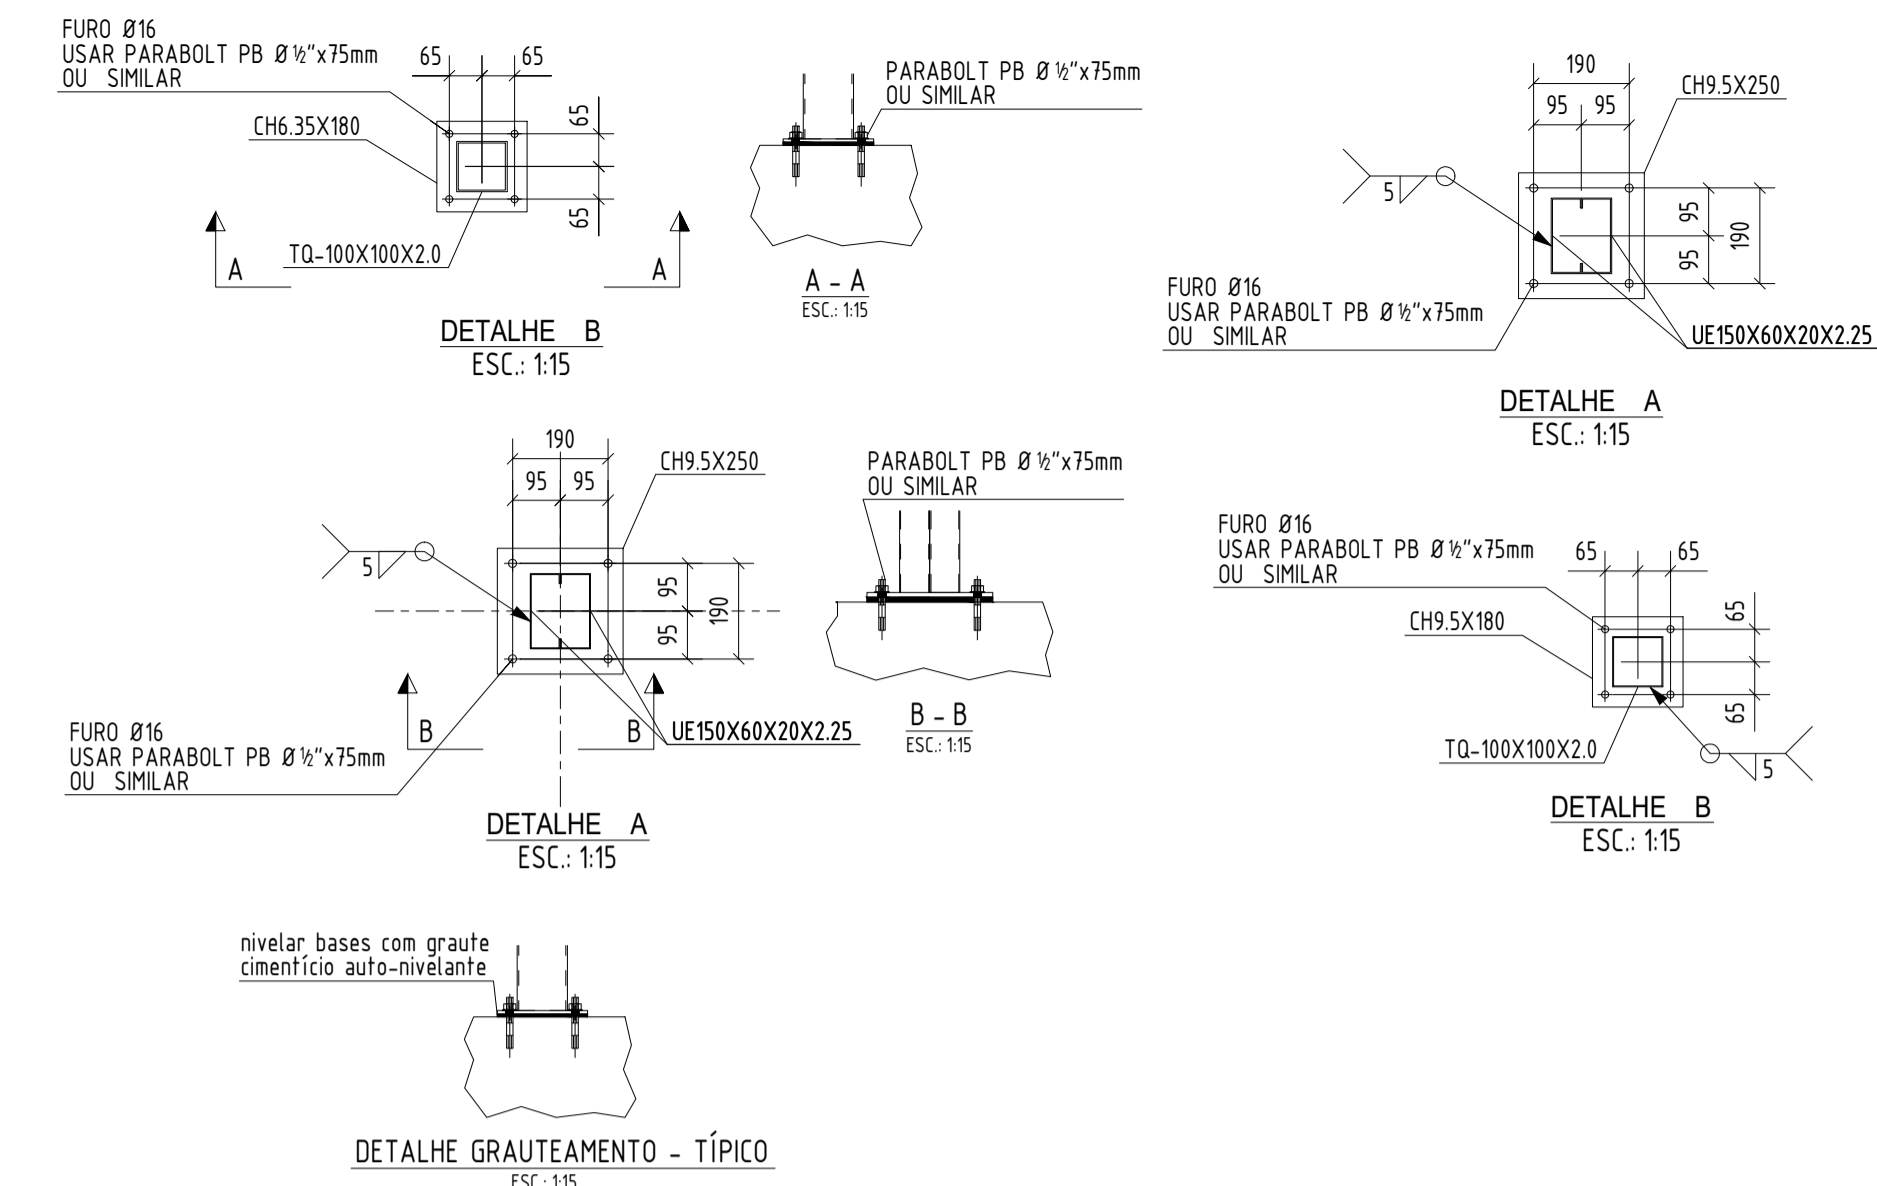 FURO Ø16
USAR PARABOLT PB Ø ½"x75mm
OU SIMILAR
65
65
CH6.35X180
65
65
TQ-100X100X2.0
A
A
DETALHE B
ESC.: 1:15
PARABOLT PB Ø ½"x75mm
OU SIMILAR
A - A
ESC.: 1:15
190
95
95
CH9.5X250
5
95
95
190
FURO Ø16
USAR PARABOLT PB Ø ½"x75mm
OU SIMILAR
UE150X60X20X2.25
DETALHE A
ESC.: 1:15
190
95
95
CH9.5X250
5
95
95
190
B
B
UE150X60X20X2.25
FURO Ø16
USAR PARABOLT PB Ø ½"x75mm
OU SIMILAR
DETALHE A
ESC.: 1:15
PARABOLT PB Ø ½"x75mm
OU SIMILAR
B - B
ESC.: 1:15
FURO Ø16
USAR PARABOLT PB Ø ½"x75mm
OU SIMILAR
65
65
CH9.5X180
65
65
TQ-100X100X2.0
5
DETALHE B
ESC.: 1:15
nivelar bases com graute
cimentício auto-nivelante
DETALHE GRAUTEAMENTO - TÍPICO
ESC.: 1:15